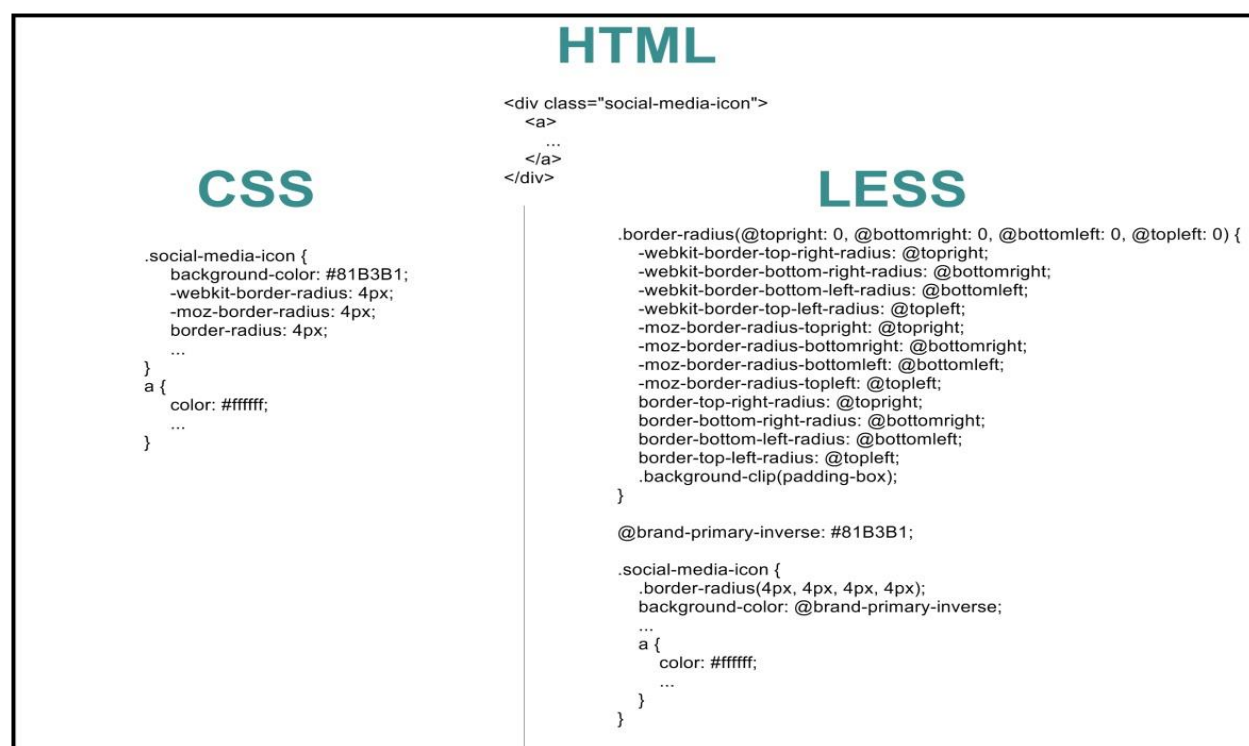 HTML
<div class="social-media-icon">
<a>
...
</a>
</div>
CSS
.social-media-icon {
background-color: #81B3B1;
-webkit-border-radius: 4px;
-moz-border-radius: 4px;
border-radius: 4px;
...
}
a {
color: #ffffff;
...
}
LESS
.border-radius(@topright: 0, @bottomright: 0, @bottomleft: 0, @topleft: 0) {
-webkit-border-top-right-radius: @topright;
-webkit-border-bottom-right-radius: @bottomright;
-webkit-border-bottom-left-radius: @bottomleft;
-webkit-border-top-left-radius: @topleft;
-moz-border-radius-topright: @topright;
-moz-border-radius-bottomright: @bottomright;
-moz-border-radius-bottomleft: @bottomleft;
-moz-border-radius-topleft: @topleft;
border-top-right-radius: @topright;
border-bottom-right-radius: @bottomright;
border-bottom-left-radius: @bottomleft;
border-top-left-radius: @topleft;
.background-clip(padding-box);
}
@brand-primary-inverse: #81B3B1;
.social-media-icon {
.border-radius(4px, 4px, 4px, 4px);
background-color: @brand-primary-inverse;
...
a {
color: #ffffff;
...
}
}